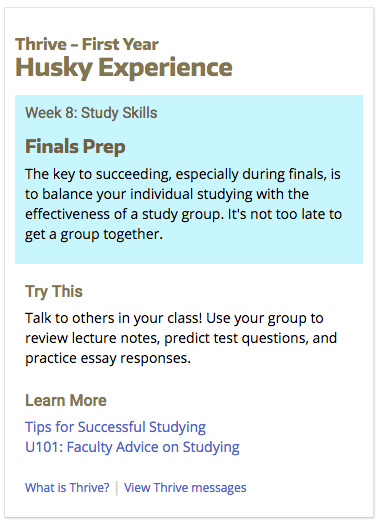 Thrive – First Year
Husky Experience
Week 8: Study Skills
Finals Prep
The key to succeeding, especially during finals, is
to balance your individual studying with the
effectiveness of a study group. It's not too late to
get a group together.
Try This
Talk to others in your class! Use your group to
review lecture notes, predict test questions, and
practice essay responses.
Learn More
Tips for Successful Studying
U101: Faculty Advice on Studying
What is Thrive? | View Thrive messages